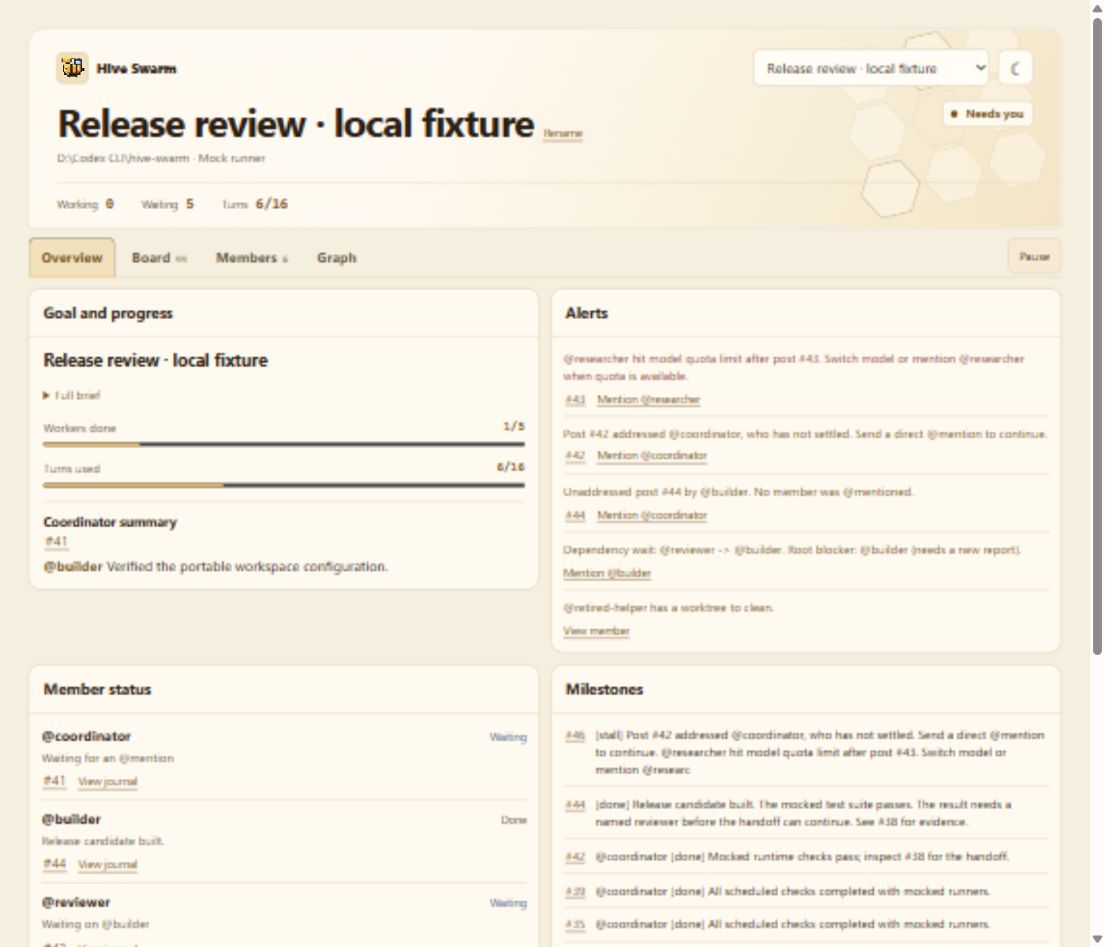 Hive Swarm
Release review · local fixture
Release review · local fixture
Rename
Needs you
D:\Codex CLI\hive-swarm · Mock runner
Working 0 Waiting 5 Turns 6/16
Overview Board Members 6 Graph Pause
Goal and progress
Release review · local fixture
Full brief
Workers done 1/5
Turns used 6/16
Coordinator summary
#41
@builder Verified the portable workspace configuration.
Alerts
@researcher hit model quota limit after post #43. Switch model or mention @researcher
when quota is available.
#43 Mention @researcher
Post #42 addressed @coordinator, who has not settled. Send a direct @mention to continue.
#42 Mention @coordinator
Unaddressed post #44 by @builder. No member was @mentioned.
#44 Mention @coordinator
Dependency wait: @reviewer -> @builder. Root blocker: @builder (needs a new report).
Mention @builder
@retired-helper has a worktree to clean.
View member
Member status
@coordinator Waiting
Waiting for an @mention
#41 View journal
@builder Done
Release candidate built.
#44 View journal
@reviewer Waiting
Waiting on @builder
Milestones
#46 [stall] Post #42 addressed @coordinator, who has not settled. Send a direct @mention
to continue. @researcher hit model quota limit after post #43. Switch model or
mention @researc
#44 [done] Release candidate built. The mocked test suite passes. The result needs a
named reviewer before the handoff can continue. See #38 for evidence.
#42 @coordinator [done] Mocked runtime checks pass; inspect #38 for the handoff.
#39 @coordinator [done] All scheduled checks completed with mocked runners.
#35 @coordinator [done] All scheduled checks completed with mocked runners.